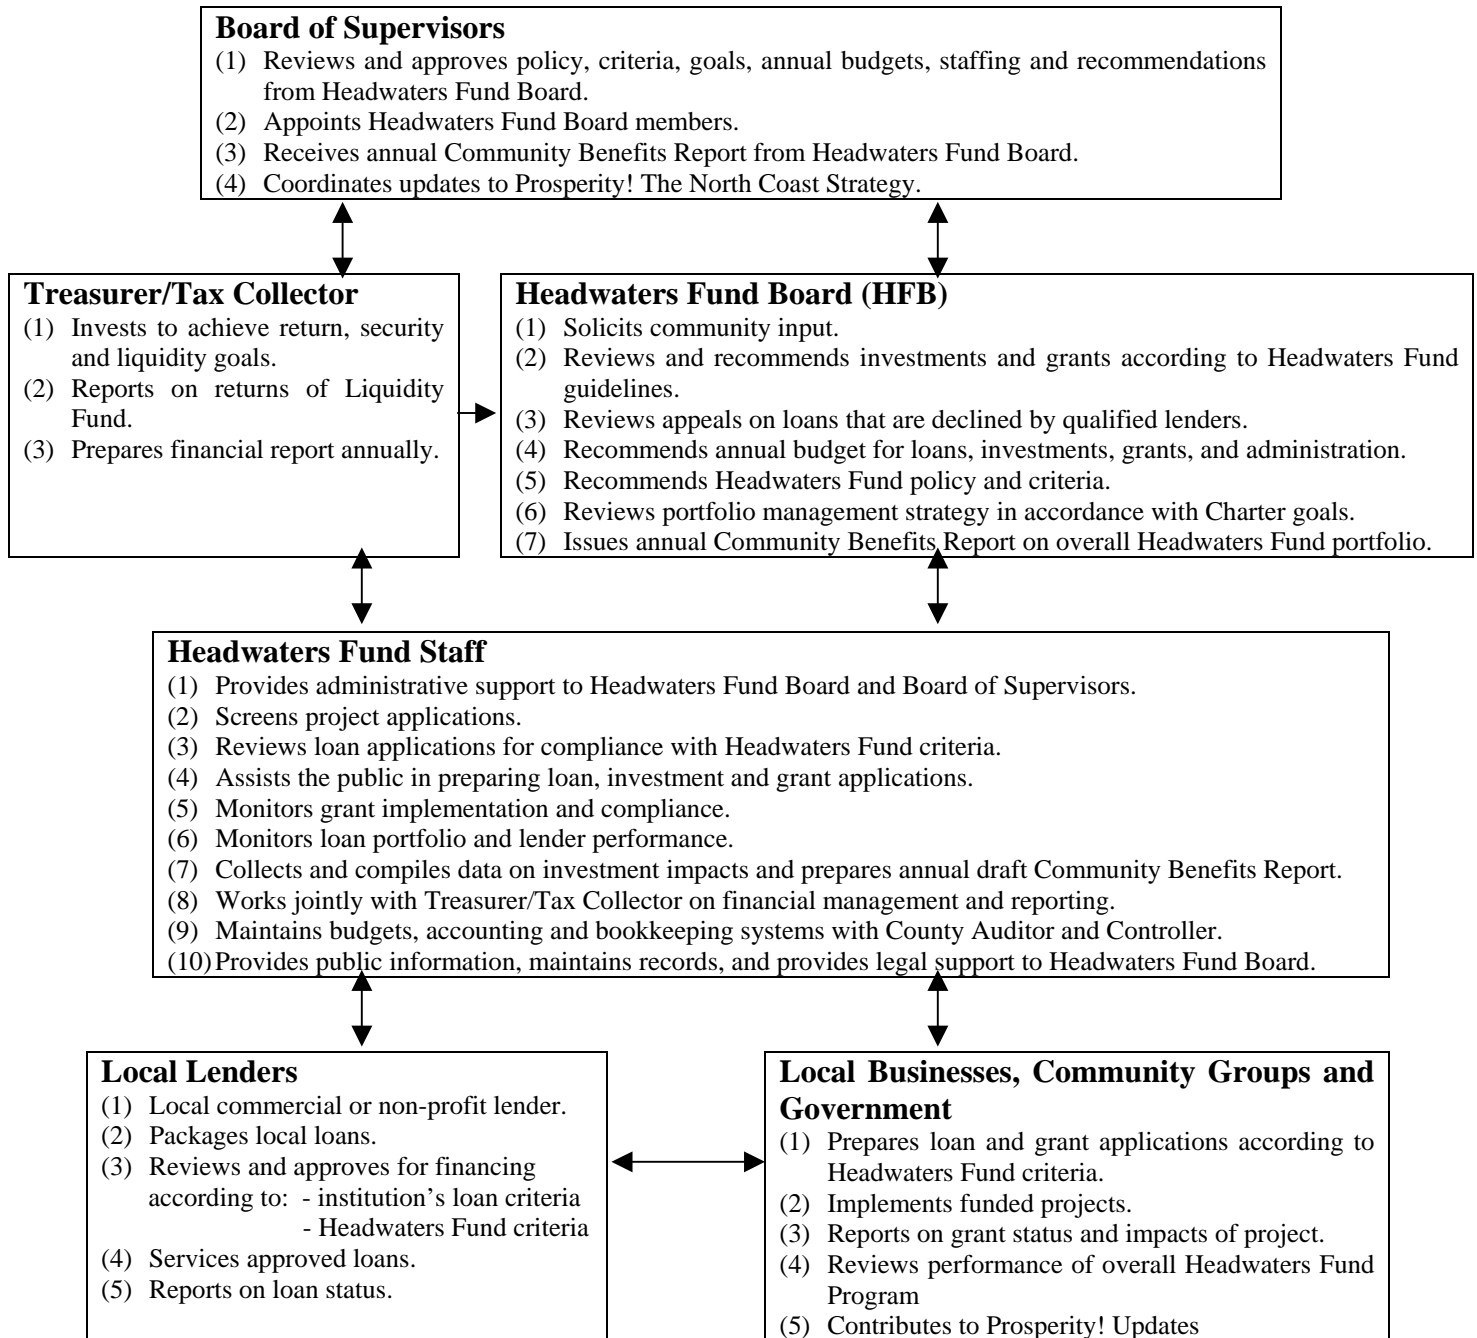 Board of Supervisors
(1) Reviews and approves policy, criteria, goals, annual budgets, staffing and recommendations
from Headwaters Fund Board.
(2) Appoints Headwaters Fund Board members.
(3) Receives annual Community Benefits Report from Headwaters Fund Board.
(4) Coordinates updates to Prosperity! The North Coast Strategy.
Treasurer/Tax Collector
(1) Invests to achieve return, security
and liquidity goals.
(2) Reports on returns of Liquidity
Fund.
(3) Prepares financial report annually.
Headwaters Fund Board (HFB)
(1) Solicits community input.
(2) Reviews and recommends investments and grants according to Headwaters Fund
guidelines.
(3) Reviews appeals on loans that are declined by qualified lenders.
(4) Recommends annual budget for loans, investments, grants, and administration.
(5) Recommends Headwaters Fund policy and criteria.
(6) Reviews portfolio management strategy in accordance with Charter goals.
(7) Issues annual Community Benefits Report on overall Headwaters Fund portfolio.
Headwaters Fund Staff
(1) Provides administrative support to Headwaters Fund Board and Board of Supervisors.
(2) Screens project applications.
(3) Reviews loan applications for compliance with Headwaters Fund criteria.
(4) Assists the public in preparing loan, investment and grant applications.
(5) Monitors grant implementation and compliance.
(6) Monitors loan portfolio and lender performance.
(7) Collects and compiles data on investment impacts and prepares annual draft Community Benefits Report.
(8) Works jointly with Treasurer/Tax Collector on financial management and reporting.
(9) Maintains budgets, accounting and bookkeeping systems with County Auditor and Controller.
(10) Provides public information, maintains records, and provides legal support to Headwaters Fund Board.
Local Lenders
(1) Local commercial or non-profit lender.
(2) Packages local loans.
(3) Reviews and approves for financing
according to: - institution’s loan criteria
- Headwaters Fund criteria
(4) Services approved loans.
(5) Reports on loan status.
Local Businesses, Community Groups and
Government
(1) Prepares loan and grant applications according to
Headwaters Fund criteria.
(2) Implements funded projects.
(3) Reports on grant status and impacts of project.
(4) Reviews performance of overall Headwaters Fund
Program
(5) Contributes to Prosperity! Updates